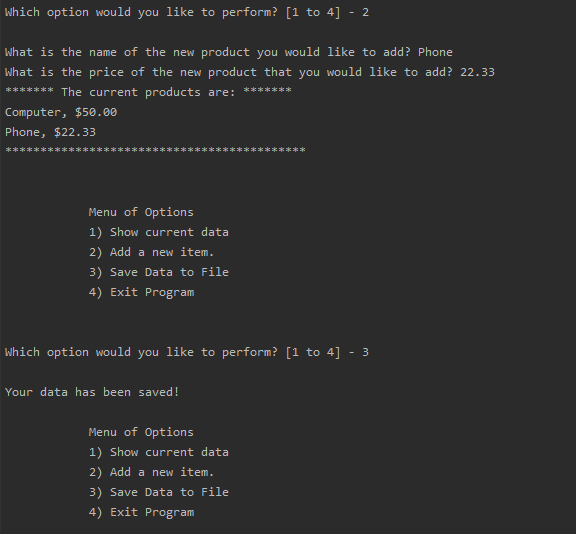 Which option would you like to perform? [1 to 4] - 2
What is the name of the new product you would like to add? Phone
What is the price of the new product that you would like to add? 22.33
******* The current products are: *******
Computer, $50.00
Phone, $22.33
*******************************************
Menu of Options
1) Show current data
2) Add a new item.
3) Save Data to File
4) Exit Program
Which option would you like to perform? [1 to 4] - 3
Your data has been saved!
Menu of Options
1) Show current data
2) Add a new item.
3) Save Data to File
4) Exit Program